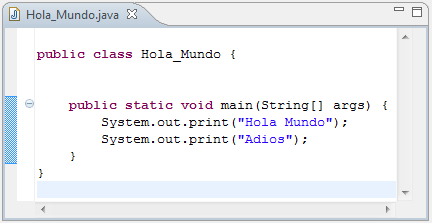 Hola_Mundo.java
public class Hola_Mundo {
public static void main(String[] args) {
System.out.print("Hola Mundo");
System.out.print("Adios");
}
}